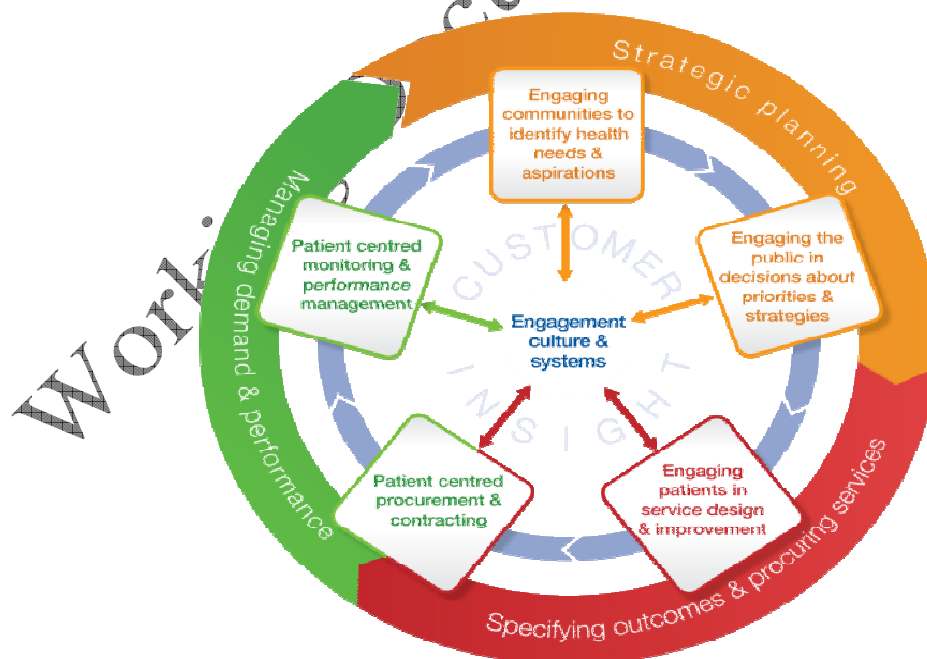 Strategic planning
Engaging
communities to
identify health
needs &
aspirations
Engaging the
public in
decisions about
priorities &
strategies
Patient centred
monitoring &
performance
management
Managing demand & performance
CUSTOMER
INSIGHT
Engagement
culture &
systems
Patient centred
procurement &
contracting
Engaging
patients in
service design
& improvement
Specifying outcomes & procuring services